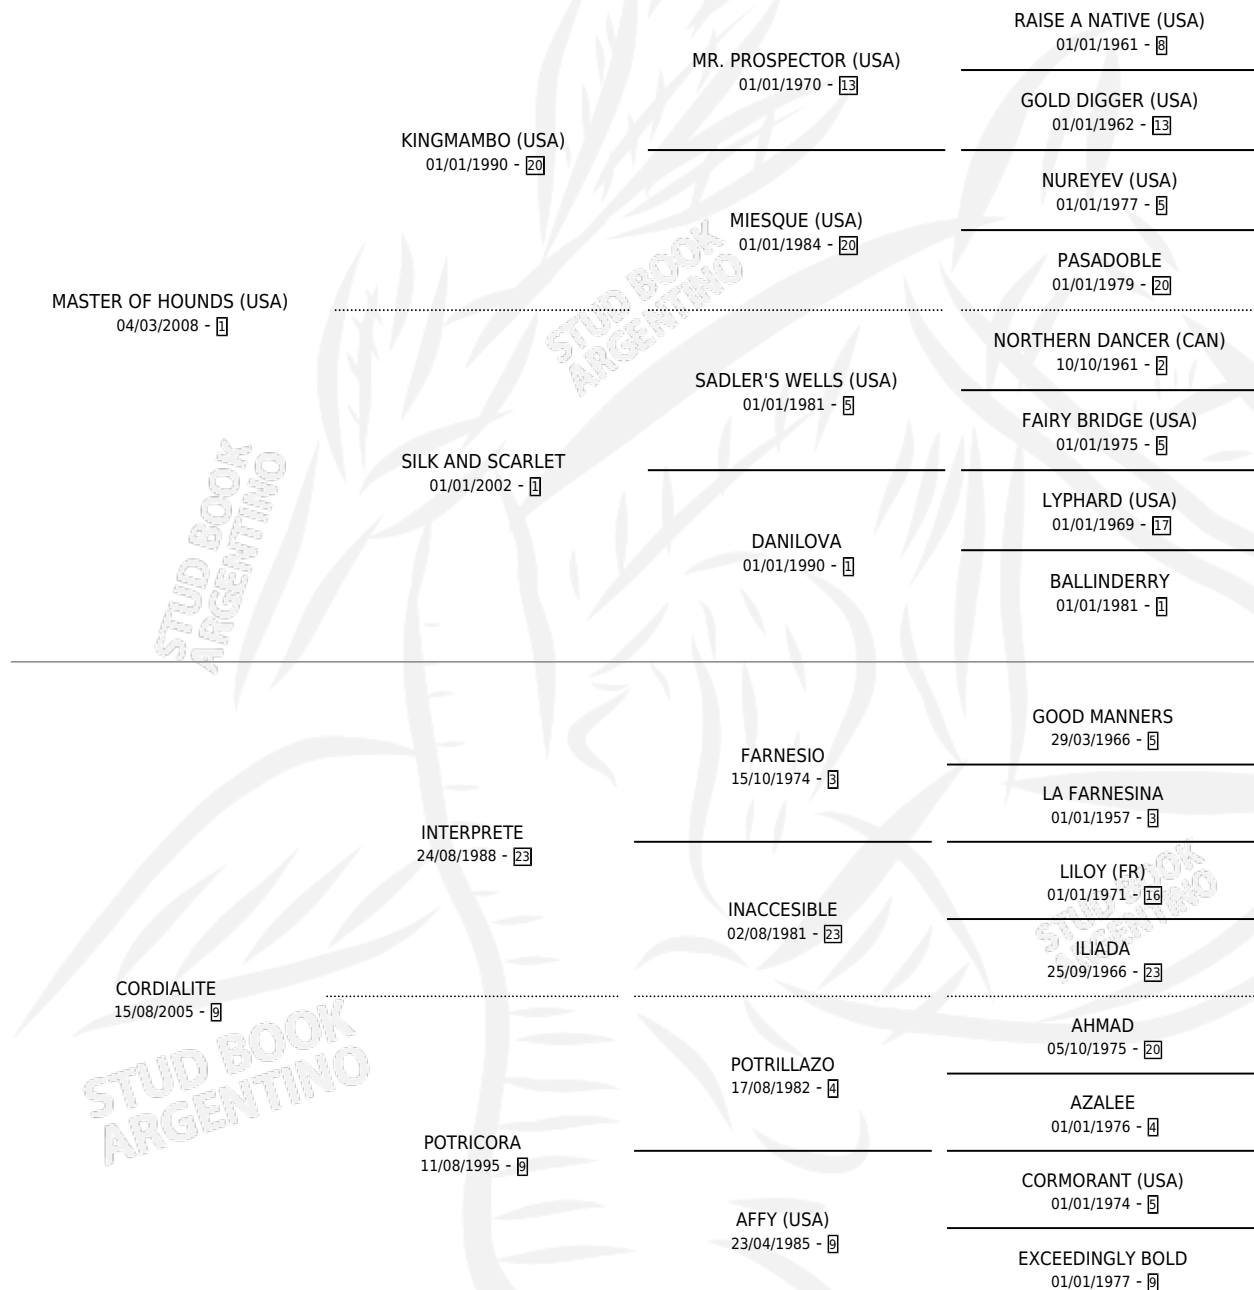 RAISE A NATIVE (USA)
01/01/1961 - 8
MR. PROSPECTOR (USA)
01/01/1970 - 13
GOLD DIGGER (USA)
01/01/1962 - 13
KINGMAMBO (USA)
01/01/1990 - 20
NUREYEV (USA)
01/01/1977 - 5
MIESQUE (USA)
01/01/1984 - 20
PASADOBLE
01/01/1979 - 20
MASTER OF HOUNDS (USA)
04/03/2008 - 1
STUD BOOK
ARGENTINO
NORTHERN DANCER (CAN)
10/10/1961 - 2
SADLER'S WELLS (USA)
01/01/1981 - 5
FAIRY BRIDGE (USA)
01/01/1975 - 5
SILK AND SCARLET
01/01/2002 - 1
LYPHARD (USA)
01/01/1969 - 17
DANILOVA
01/01/1990 - 1
BALLINDERRY
01/01/1981 - 1
STUD BOOK
ARGENTINO
GOOD MANNERS
29/03/1966 - 5
FARNESIO
15/10/1974 - 3
LA FARNESINA
01/01/1957 - 3
INTERPRETE
24/08/1988 - 23
LILOY (FR)
01/01/1971 - 16
INACCESIBLE
02/08/1981 - 23
STUD BOOK
ARGENTINO
ILIADA
25/09/1966 - 23
CORDIALITE
15/08/2005 - 9
STUD BOOK
ARGENTINO
AHMAD
05/10/1975 - 20
POTRILLAZO
17/08/1982 - 4
AZALEE
01/01/1976 - 4
POTRICORA
11/08/1995 - 9
CORMORANT (USA)
01/01/1974 - 5
AFFY (USA)
23/04/1985 - 9
EXCEEDINGLY BOLD
01/01/1977 - 9